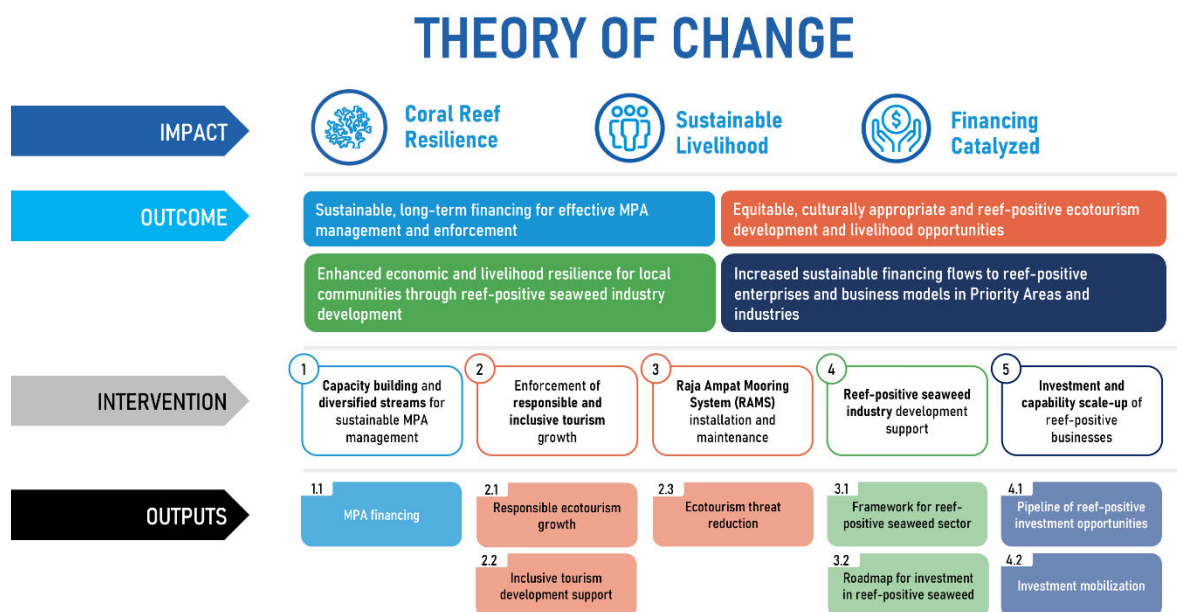 THEORY OF CHANGE
IMPACT
Coral Reef
Resilience
Sustainable
Livelihood
$
Financing
Catalyzed
OUTCOME
Sustainable, long-term financing for effective MPA
management and enforcement
Equitable, culturally appropriate and reef-positive ecotourism
development and livelihood opportunities
Enhanced economic and livelihood resilience for local
communities through reef-positive seaweed industry
development
Increased sustainable financing flows to reef-positive
enterprises and business models in Priority Areas and
industries
INTERVENTION
1
Capacity building and
diversified streams for
sustainable MPA
management
2
Enforcement of
responsible and
inclusive tourism
growth
3
Raja Ampat Mooring
System (RAMS)
installation and
maintenance
4
Reef-positive seaweed
industry development
support
5
Investment and
capability scale-up of
reef-positive
businesses
OUTPUTS
1.1
MPA financing
2.1
Responsible ecotourism
growth
2.3
Ecotourism threat
reduction
3.1
Framework for reef-
positive seaweed sector
4.1
Pipeline of reef-positive
investment opportunities
2.2
Inclusive tourism
development support
3.2
Roadmap for investment
in reef-positive seaweed
4.2
Investment mobilization